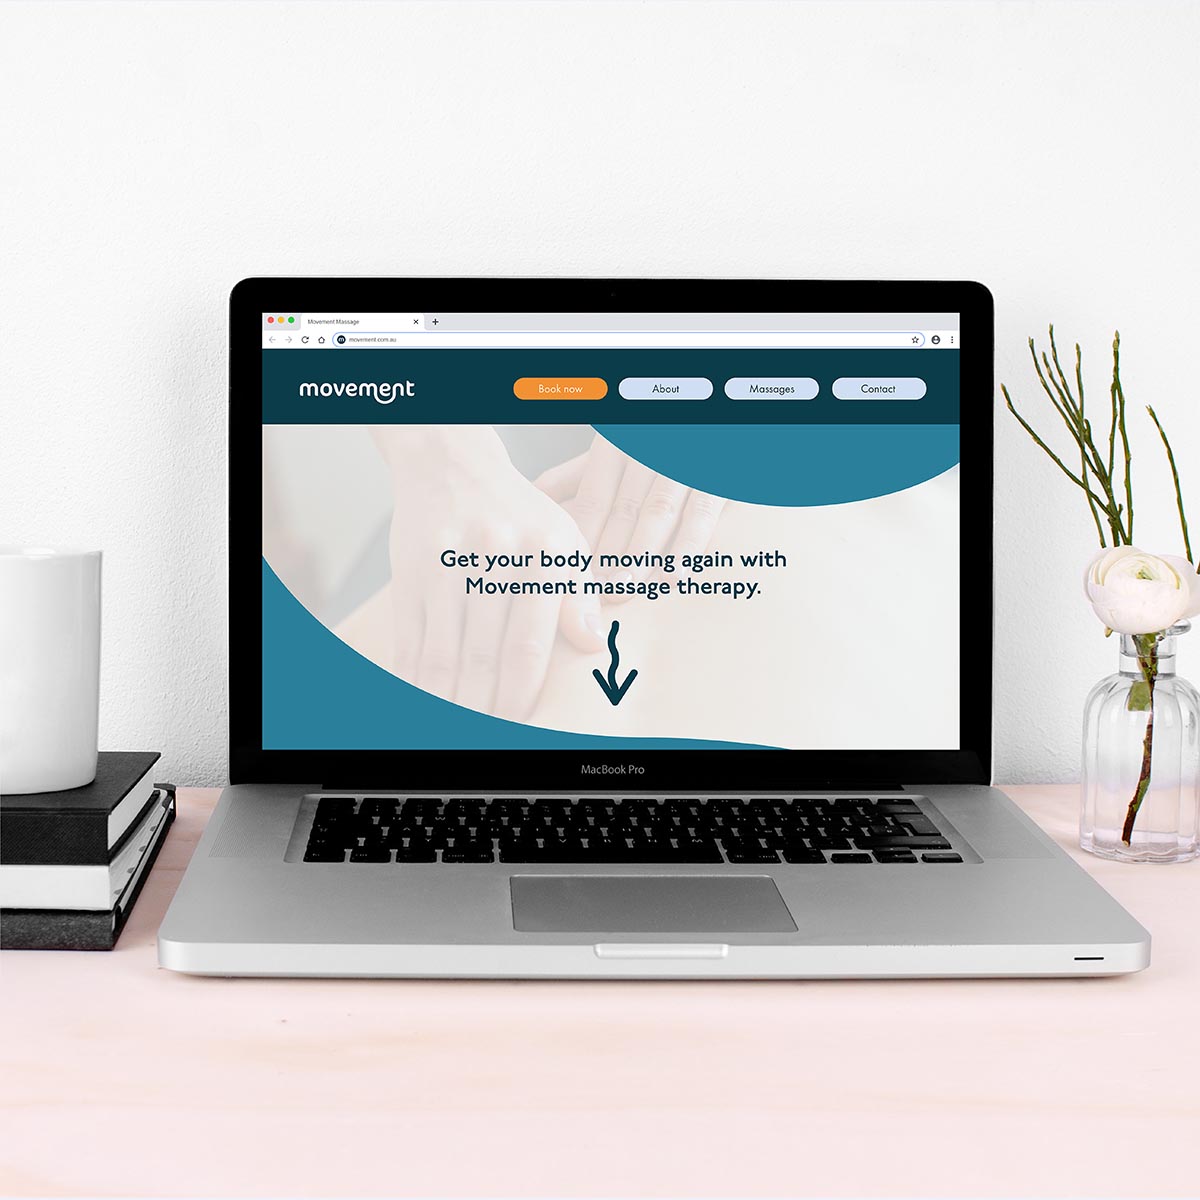 Movement Massage
movement.com.au
movement
Book now
About
Massages
Contact
Get your body moving again with
Movement massage therapy.
MacBook Pro